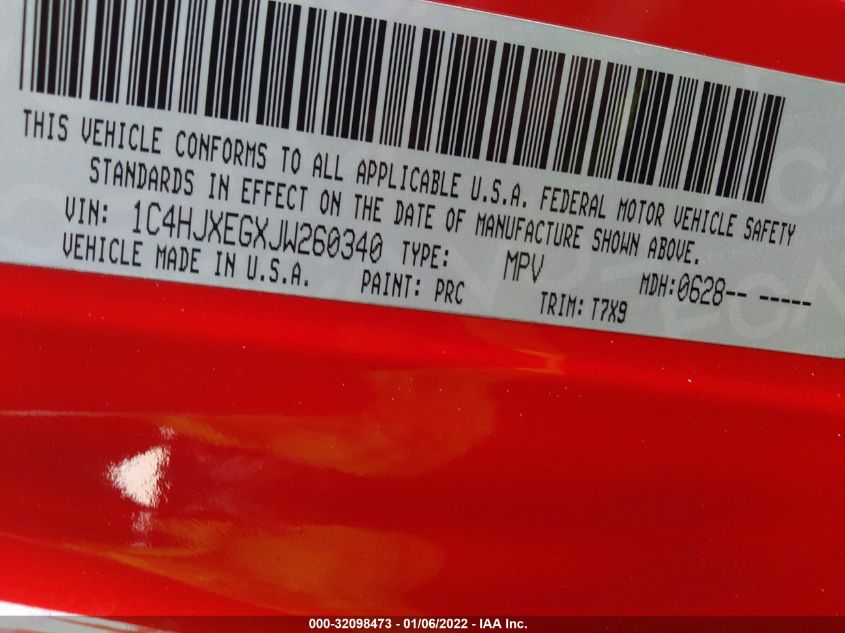 THIS VEHICLE CONFORMS TO ALL APPLICABLE U.S.A. FEDERAL MOTOR VEHICLE SAFETY
STANDARDS IN EFFECT ON THE DATE OF MANUFACTURE SHOWN ABOVE.
VIN: 1C4HJXEGXJW260340 TYPE: MPV MDH:0628-- -----
VEHICLE MADE IN U.S.A. PAINT: PRC TRIM: T7X9
000-32098473 - 01/06/2022 - IAA Inc.